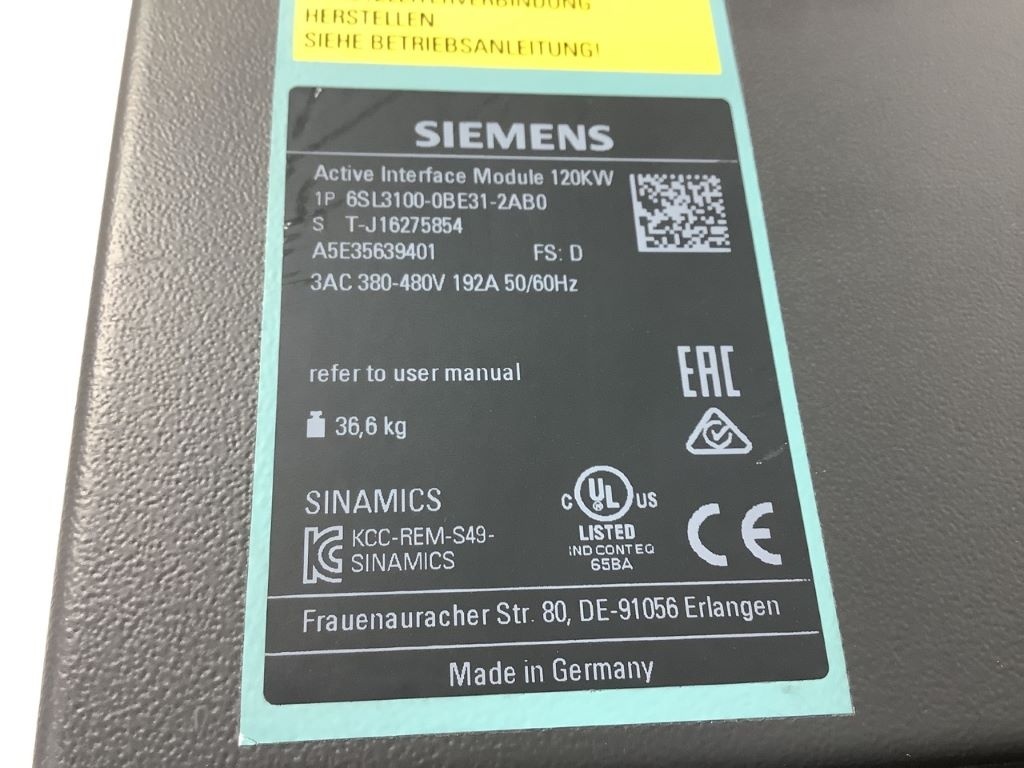 HERSTELLEN
SIEHE BETRIEBSANLEITUNG!
SIEMENS
Active Interface Module 120KW
1P 6SL3100-0BE31-2AB0
S T-J16275854
A5E35639401 FS: D
3AC 380-480V 192A 50/60Hz
refer to user manual
EAC
36,6 kg
SINAMICS
KCC-REM-S49-
SINAMICS
C UL US
LISTED
IND CONT EQ
65BA
CE
Frauenauracher Str. 80, DE-91056 Erlangen
Made in Germany